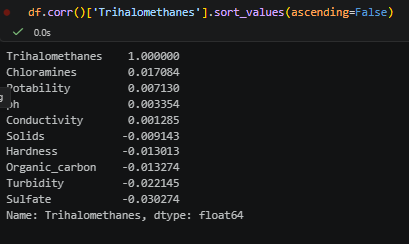 df.corr()['Trihalomethanes'].sort_values(ascending=False)
✓ 0.0s
Trihalomethanes    1.000000
Chloramines        0.017084
Potability         0.007130
ph                 0.003354
Conductivity       0.001285
Solids            -0.009143
Hardness          -0.013013
Organic_carbon    -0.013274
Turbidity         -0.022145
Sulfate           -0.030274
Name: Trihalomethanes, dtype: float64